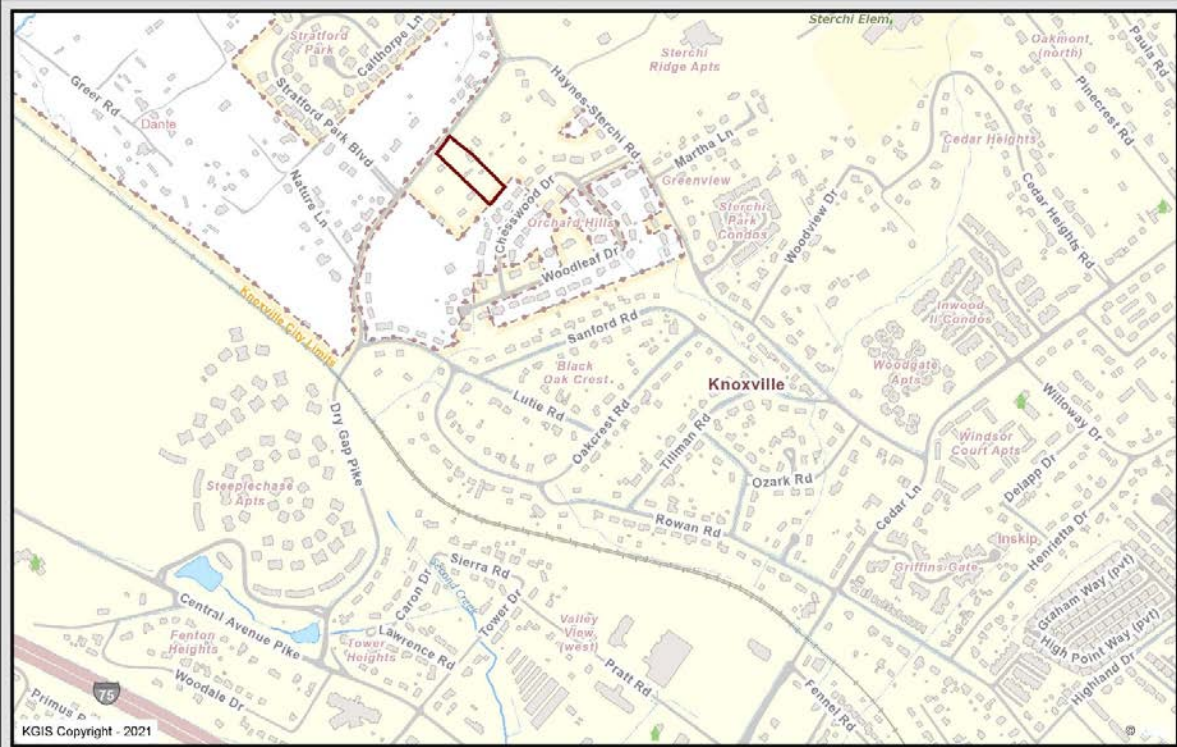 Sterchi Elem.
Stratford
Park
Calthorpe Ln
Sterchi
Ridge Apts
Oakmont
(north)
Paula Rd
Haynes-Sterchi Rd
Greer Rd
Dante
Stratford Park Blvd
Pinecrest Rd
Martha Ln
Cedar Heights
Nature Ln
Greenview
Chesswood Dr
Orchard Hills
Sterchi
Park
Condos
Woodview Dr
Cedar Heights Rd
Woodleaf Dr
Knoxville City Limits
Inwood
II Condos
Sanford Rd
Black
Oak Crest
Knoxville
Woodgate
Apts
Lutie Rd
Willoway Dr
Dry Gap Pike
Oakcrest Rd
Tillman Rd
Windsor
Court Apts
Ozark Rd
Delapp Dr
Steeplechase
Apts
Cedar Ln
Rowan Rd
Henrietta Dr
Inskip
Sierra Rd
Griffins Gate
Second Creek
Caron Dr
Graham Way (pvt)
Central Avenue Pike
Tower Dr
Valley
View
(west)
High Point Way (pvt)
Fenton
Heights
Lawrence Rd
Tower
Heights
Pratt Rd
Highland Dr
Woodale Dr
75
Fennel Rd
Primus
KGIS Copyright - 2021
©